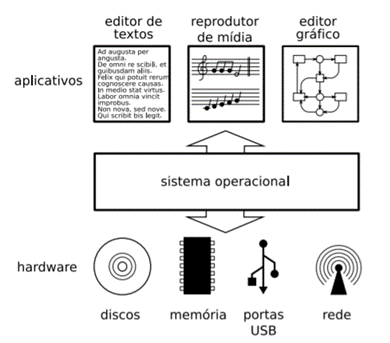 editor de
textos
reprodutor
de mídia
editor
gráfico
aplicativos
Ad augusta per
angusta.
De omni re scibili, et
quibusdam aliis.
Felix qui potuit rerum
cognoscere causas.
In medio stat virtus.
Labor omnia vincit
improbus.
Non nova, sed nove.
Qui scribit bis legit.
sistema operacional
hardware
discos
memória
portas
USB
rede